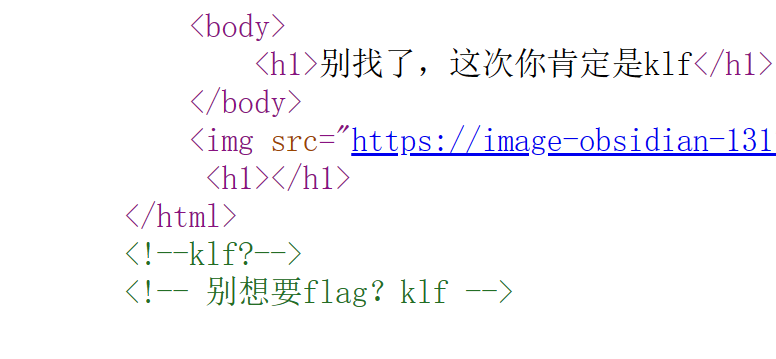 <body>
<h1>别找了，这次你肯定是klf</h1>
</body>
<img src="https://image-obsidian-131
<h1></h1>
</html>
<!--klf?-->
<!-- 别想要flag？klf -->